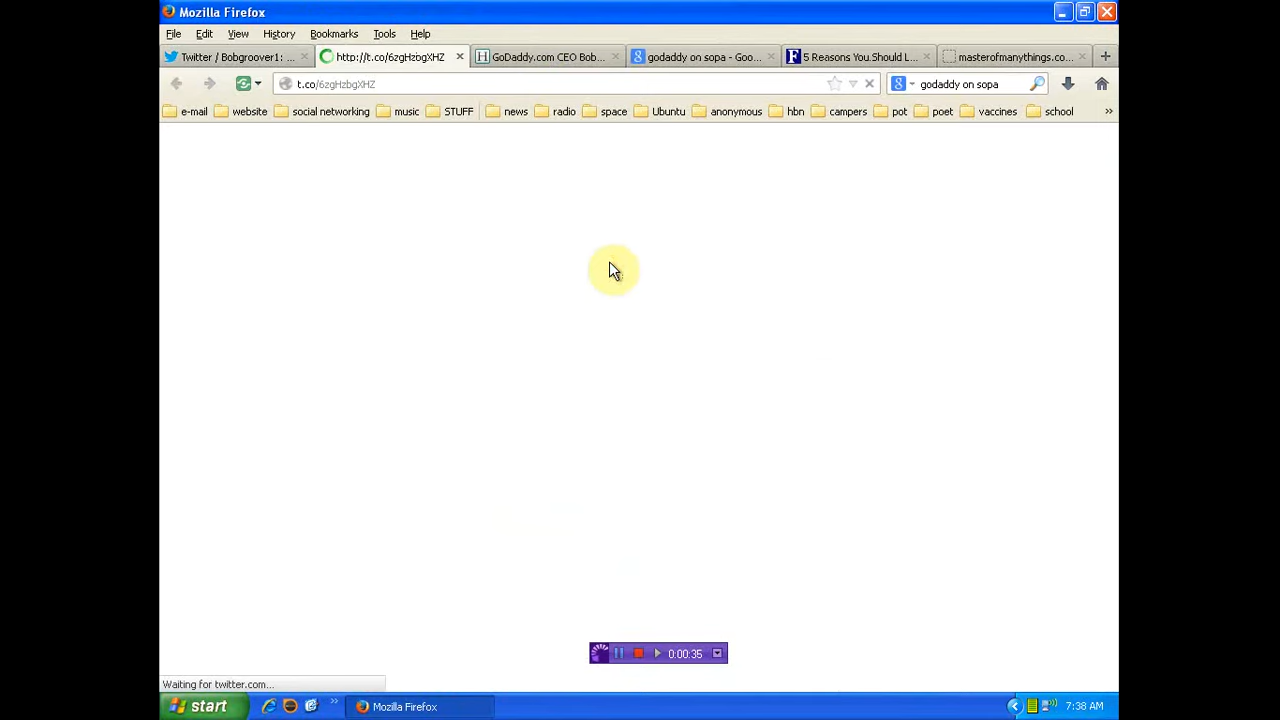 Mozilla Firefox
File Edit View History Bookmarks Tools Help
Twitter / Bobgroover1: ... http://t.co/6zgHzbgXHZ GoDaddy.com CEO Bob... godaddy on sopa - Goo... 5 Reasons You Should L... masterofmanythings.co...
t.co/6zgHzbgXHZ godaddy on sopa
e-mail website social networking music STUFF news radio space Ubuntu anonymous hbn campers pot poet vaccines school »
0:00:35
Waiting for twitter.com...
start » Mozilla Firefox 7:38 AM